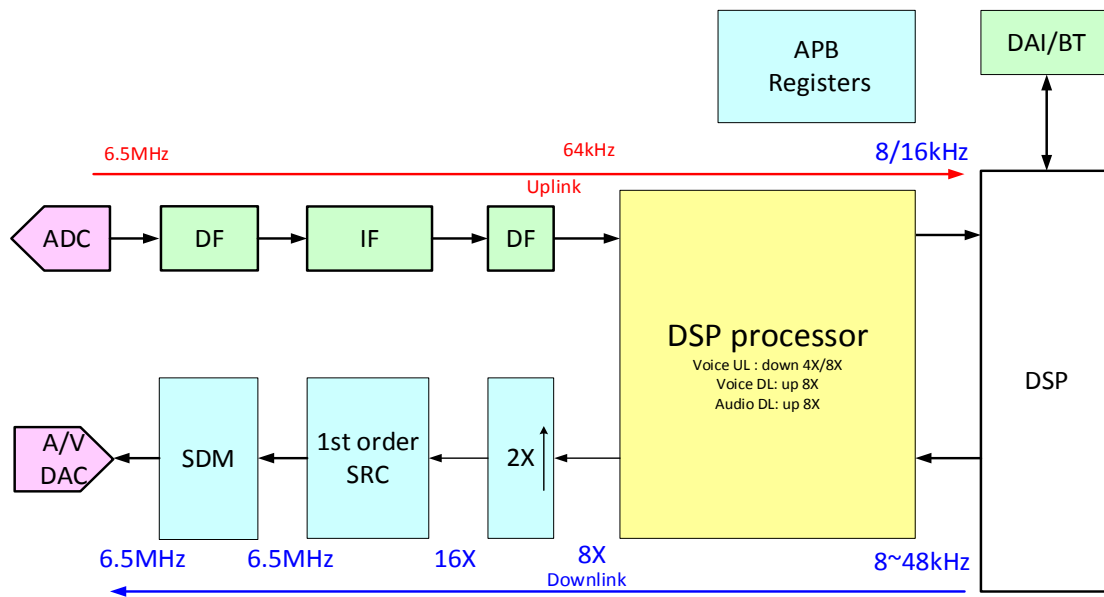 APB
Registers
DAI/BT
6.5MHz
64kHz
8/16kHz
Uplink
ADC
DF
IF
DF
DSP processor
Voice UL : down 4X/8X
Voice DL: up 8X
Audio DL: up 8X
DSP
A/V
DAC
SDM
1st order
SRC
2X
6.5MHz
6.5MHz
16X
8X
8~48kHz
Downlink